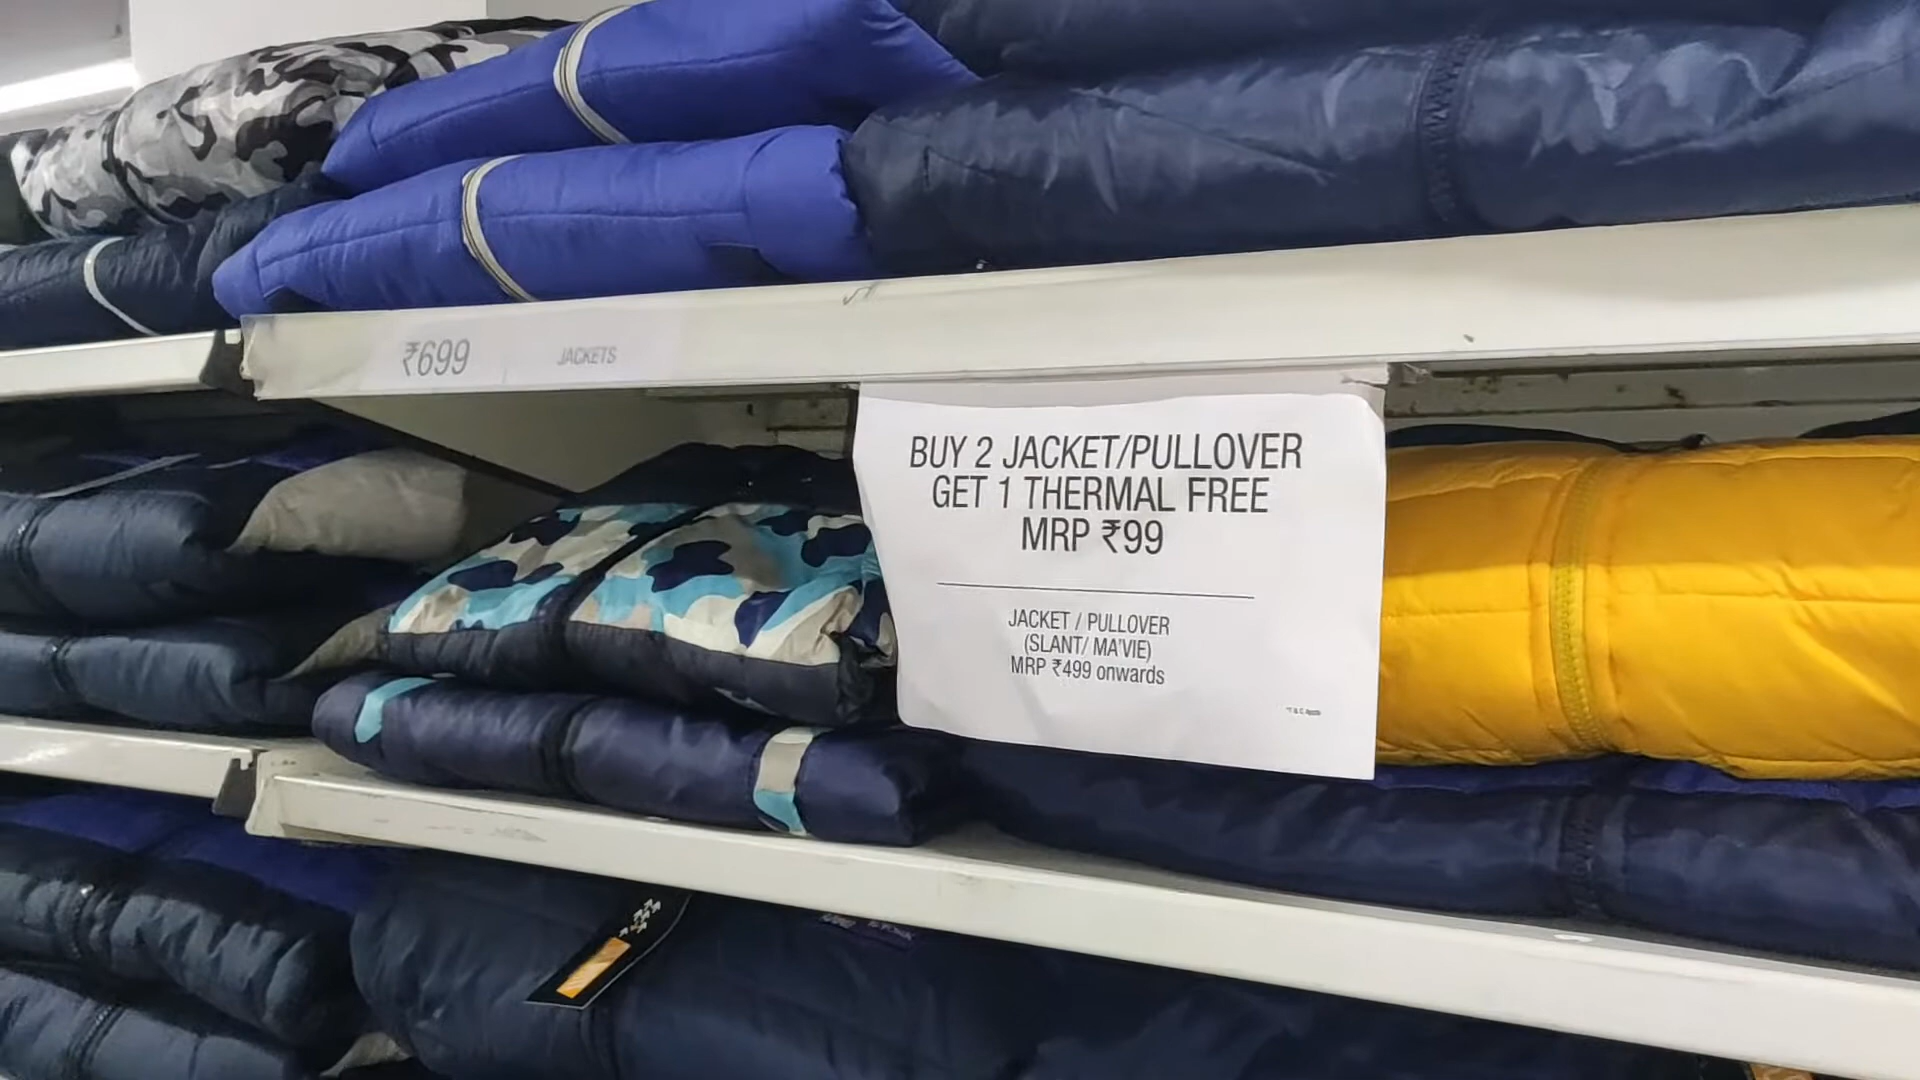 ₹699 JACKETS
BUY 2 JACKET/PULLOVER
GET 1 THERMAL FREE
MRP ₹99
JACKET / PULLOVER
(SLANT/ MA'VIE)
MRP ₹499 onwards
*T & C Apply